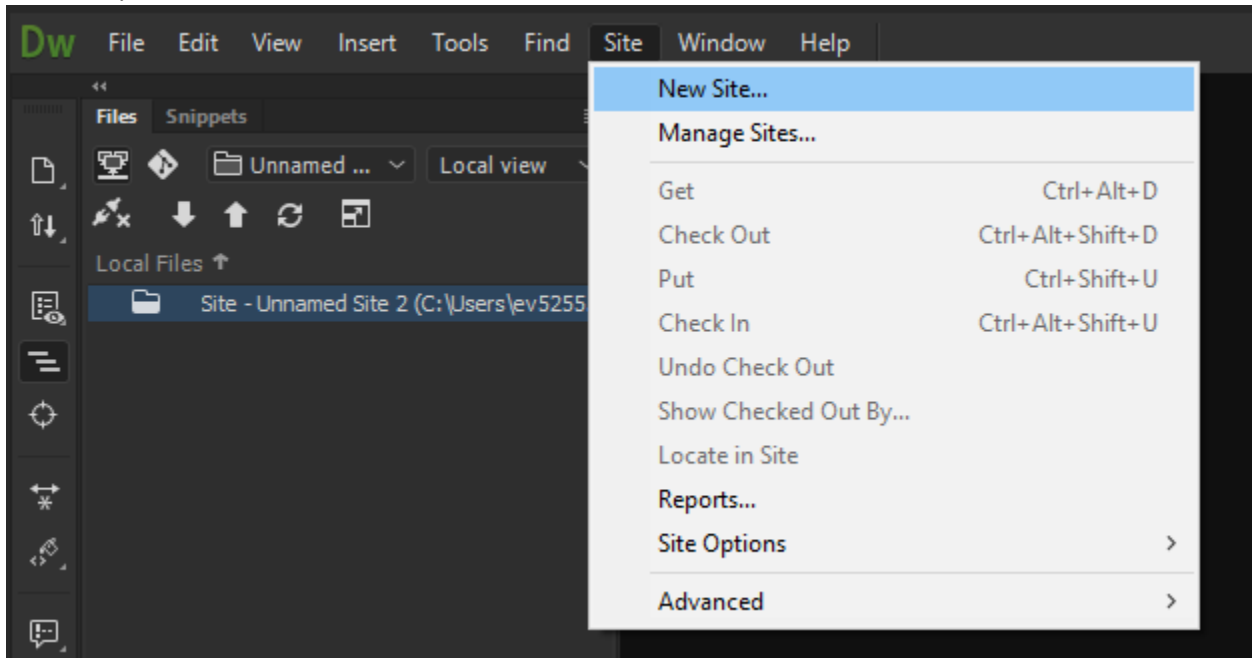 Dw File Edit View Insert Tools Find Site Window Help
Files Snippets
Unnamed ... Local view
Local Files
Site - Unnamed Site 2 (C:\Users\ev5255
New Site...
Manage Sites...
Get Ctrl+Alt+D
Check Out Ctrl+Alt+Shift+D
Put Ctrl+Shift+U
Check In Ctrl+Alt+Shift+U
Undo Check Out
Show Checked Out By...
Locate in Site
Reports...
Site Options
Advanced